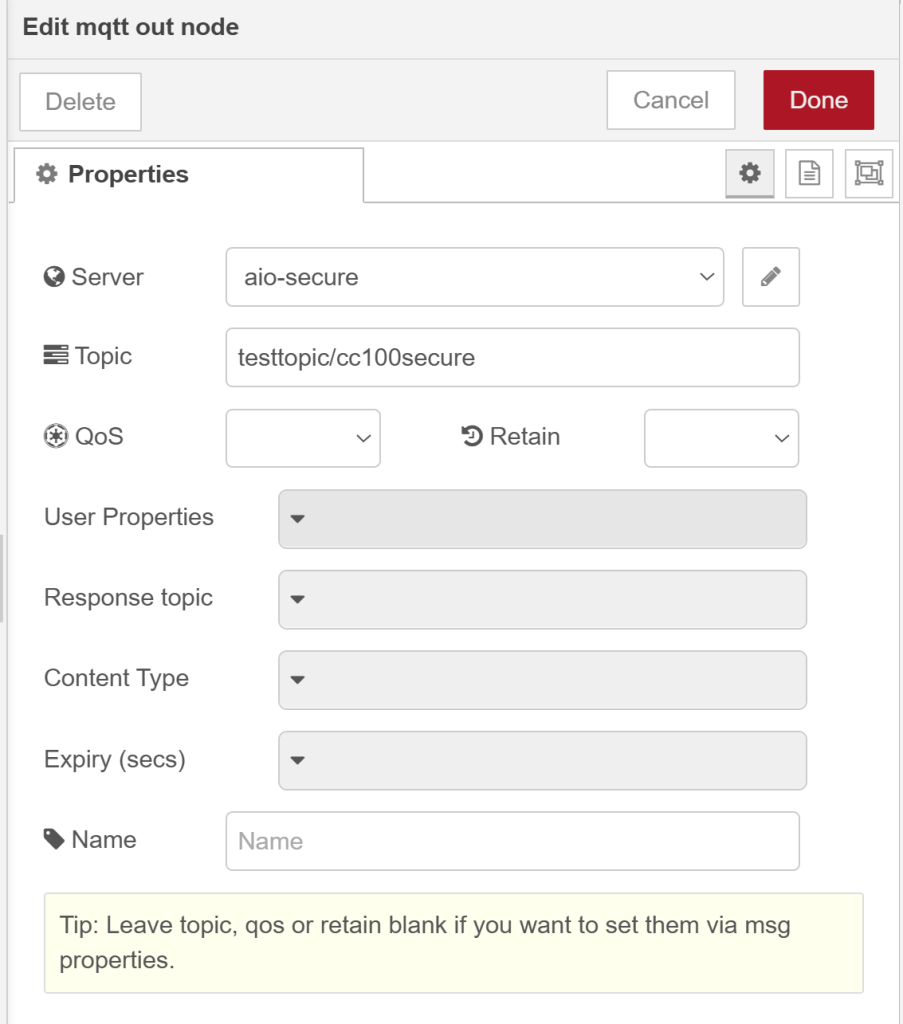 Edit mqtt out node
Delete
Cancel
Done
Properties
Server
aio-secure
Topic
testtopic/cc100secure
QoS
Retain
User Properties
Response topic
Content Type
Expiry (secs)
Name
Name
Tip: Leave topic, qos or retain blank if you want to set them via msg
properties.